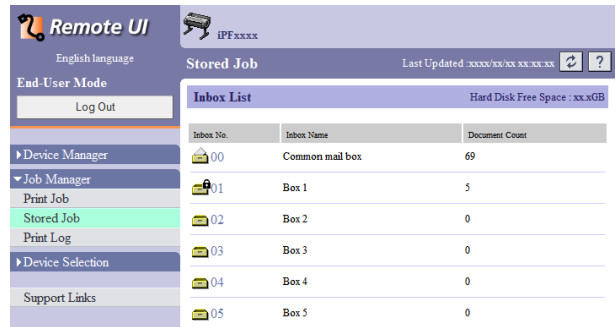 Remote UI
iPFxxxx
English language
Stored Job
Last Updated :xxxx/xx/xx xx:xx:xx
?
End-User Mode
Log Out
Inbox List
Hard Disk Free Space : xx.xGB
Inbox No. Inbox Name Document Count
Device Manager
00 Common mail box 69
Job Manager
01 Box 1 5
Print Job
Stored Job
02 Box 2 0
Print Log
03 Box 3 0
Device Selection
04 Box 4 0
Support Links
05 Box 5 0